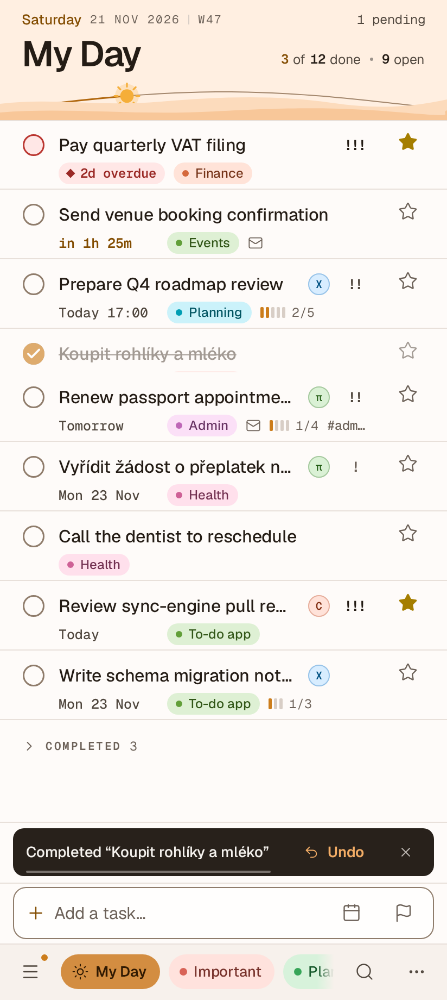 Saturday 21 NOV 2026 | W47
1 pending
My Day
3 of 12 done • 9 open
Pay quarterly VAT filing !!!
2d overdue Finance
Send venue booking confirmation
in 1h 25m Events
Prepare Q4 roadmap review X !!
Today 17:00 Planning 2/5
Koupit rohlíky a mléko
Renew passport appointme… π !!
Tomorrow Admin 1/4 #adm…
Vyřídit žádost o přeplatek n… π !
Mon 23 Nov Health
Call the dentist to reschedule
Health
Review sync-engine pull re… C !!!
Today To-do app
Write schema migration not… X
Mon 23 Nov To-do app 1/3
COMPLETED 3
Completed “Koupit rohlíky a mléko” Undo
Add a task…
My Day Important Pla